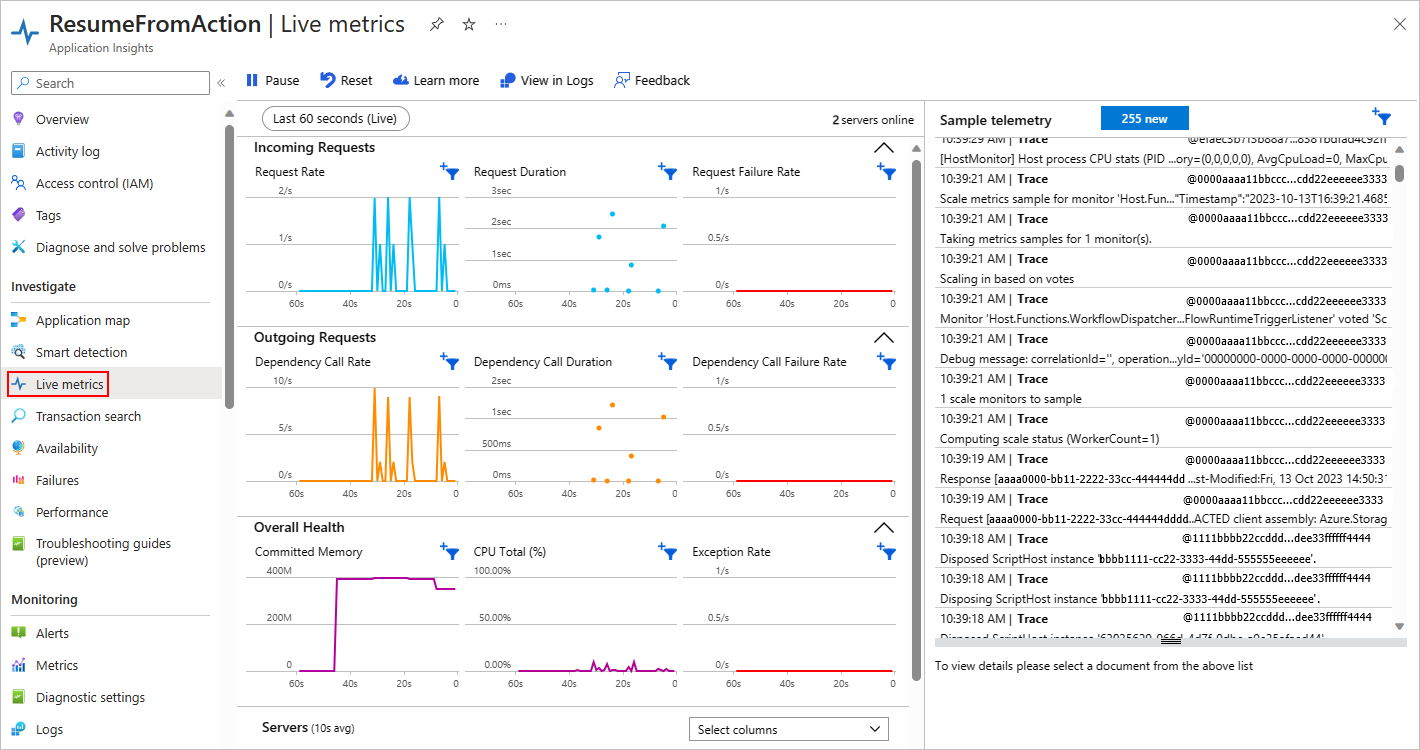 ResumeFromAction | Live metrics
Application Insights
Search
Overview
Activity log
Access control (IAM)
Tags
Diagnose and solve problems
Investigate
Application map
Smart detection
Live metrics
Transaction search
Availability
Failures
Performance
Troubleshooting guides
(preview)
Monitoring
Alerts
Metrics
Diagnostic settings
Logs
Pause Reset Learn more View in Logs Feedback
Last 60 seconds (Live) 2 servers online
Incoming Requests
Request Rate Request Duration Request Failure Rate
2/s 3sec 1/s
2sec
1/s 0.5/s
1sec
0/s 0ms 0/s
60s 40s 20s 0 60s 40s 20s 0 60s 40s 20s 0
Outgoing Requests
Dependency Call Rate Dependency Call Duration Dependency Call Failure Rate
10/s 2sec 1/s
1sec
5/s 0.5/s
500ms
0/s 0ms 0/s
60s 40s 20s 0 60s 40s 20s 0 60s 40s 20s 0
Overall Health
Committed Memory CPU Total (%) Exception Rate
400M 100.00% 1/s
200M 50.00% 0.5/s
0 0.00% 0/s
60s 40s 20s 0 60s 40s 20s 0 60s 40s 20s 0
Servers (10s avg) Select columns
Sample telemetry 255 new
10:39:29 AM | Trace
[HostMonitor] Host process CPU stats (PID ...ory=(0,0,0,0,0), AvgCpuLoad=0, MaxCpu
10:39:21 AM | Trace @0000aaaa11bbccc...cdd22eeeeee3333
Scale metrics sample for monitor 'Host.Fun..."Timestamp":"2023-10-13T16:39:21.4685
10:39:21 AM | Trace @0000aaaa11bbccc...cdd22eeeeee3333
Taking metrics samples for 1 monitor(s).
10:39:21 AM | Trace @0000aaaa11bbccc...cdd22eeeeee3333
Scaling in based on votes
10:39:21 AM | Trace @0000aaaa11bbccc...cdd22eeeeee3333
Monitor 'Host.Functions.WorkflowDispatcher...FlowRuntimeTriggerListener' voted 'Sc
10:39:21 AM | Trace @0000aaaa11bbccc...cdd22eeeeee3333
Debug message: correlationId='', operation...yId='00000000-0000-0000-0000-000000
10:39:21 AM | Trace @0000aaaa11bbccc...cdd22eeeeee3333
1 scale monitors to sample
10:39:21 AM | Trace @0000aaaa11bbccc...cdd22eeeeee3333
Computing scale status (WorkerCount=1)
10:39:19 AM | Trace @0000aaaa11bbccc...cdd22eeeeee3333
Response [aaaa0000-bb11-2222-33cc-444444dd ...st-Modified:Fri, 13 Oct 2023 14:50:31
10:39:19 AM | Trace @0000aaaa11bbccc...cdd22eeeeee3333
Request [aaaa0000-bb11-2222-33cc-444444dddd...ACTED client assembly: Azure.Storag
10:39:18 AM | Trace @1111bbbb22ccddd...dee33ffffff4444
Disposed ScriptHost instance 'bbbb1111-cc22-3333-44dd-555555eeeeee'.
10:39:18 AM | Trace @1111bbbb22ccddd...dee33ffffff4444
Disposing ScriptHost instance 'bbbb1111-cc22-3333-44dd-555555eeeeee'.
10:39:18 AM | Trace @1111bbbb22ccddd...dee33ffffff4444
Disposed ScriptHost instance
To view details please select a document from the above list